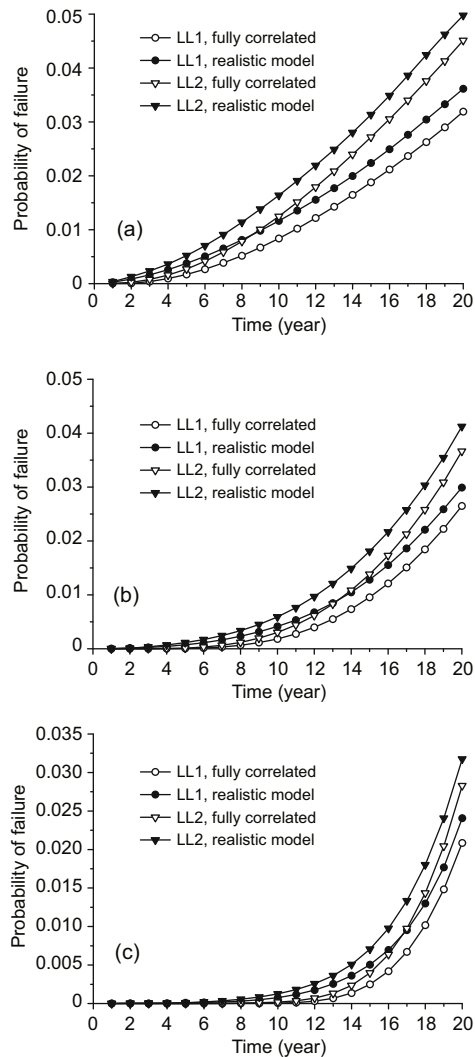 0.05
0.04
0.03
0.02
0.01
0
Probability of failure
LL1, fully correlated
LL1, realistic model
LL2, fully correlated
LL2, realistic model
(a)
0 2 4 6 8 10 12 14 16 18 20
Time (year)
0.05
0.04
0.03
0.02
0.01
0
Probability of failure
LL1, fully correlated
LL1, realistic model
LL2, fully correlated
LL2, realistic model
(b)
0 2 4 6 8 10 12 14 16 18 20
Time (year)
0.035
0.030
0.025
0.020
0.015
0.010
0.005
0
Probability of failure
LL1, fully correlated
LL1, realistic model
LL2, fully correlated
LL2, realistic model
(c)
0 2 4 6 8 10 12 14 16 18 20
Time (year)